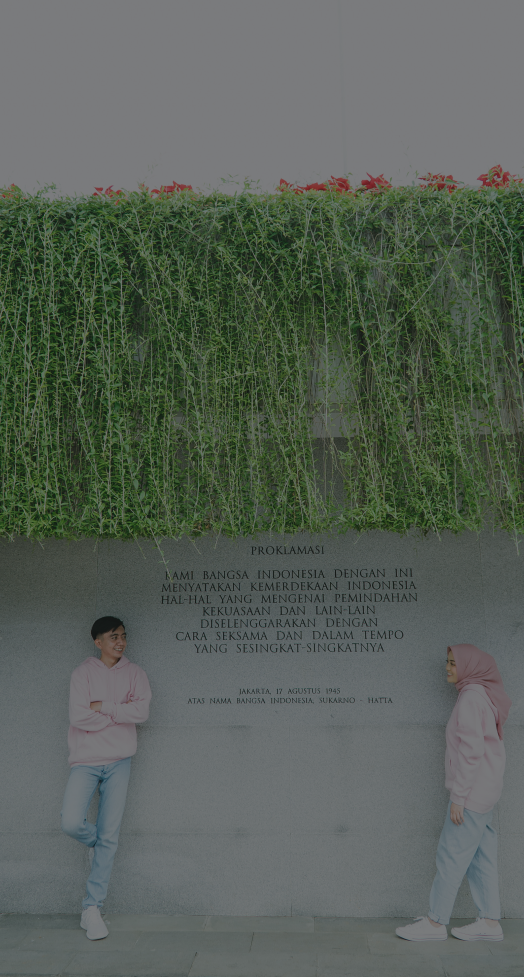 PROKLAMASI
KAMI BANGSA INDONESIA DENGAN INI
MENYATAKAN KEMERDEKAAN INDONESIA
HAL-HAL YANG MENGENAI PEMINDAHAN
KEKUASAAN DAN LAIN-LAIN
DISELENGGARAKAN DENGAN
CARA SEKSAMA DAN DALAM TEMPO
YANG SESINGKAT-SINGKATNYA
JAKARTA, 17 AGUSTUS 1945
ATAS NAMA BANGSA INDONESIA, SUKARNO - HATTA